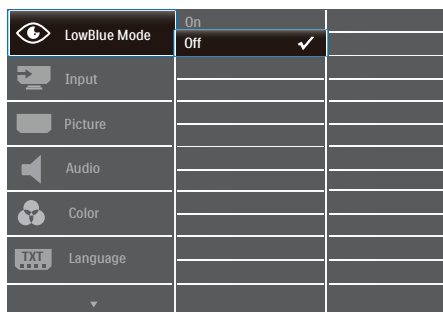 LowBlue Mode
On
Off
Input
Picture
Audio
Color
TXT
Language